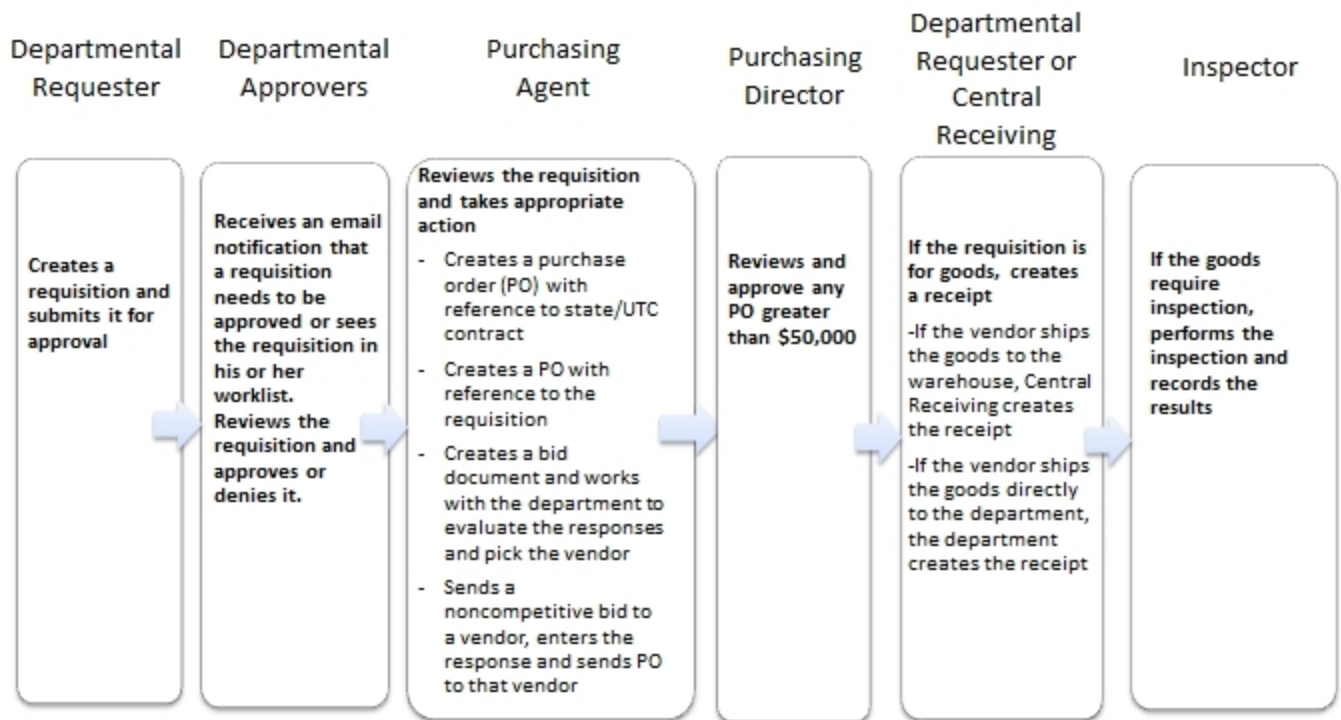 Departmental
Requester
Departmental
Approvers
Purchasing
Agent
Purchasing
Director
Departmental
Requester or
Central
Receiving
Inspector
Creates a
requisition and
submits it for
approval
Receives an email
notification that
a requisition
needs to be
approved or sees
the requisition in
his or her
worklist.
Reviews the
requisition and
approves or
denies it.
Reviews the requisition
and takes appropriate
action
- Creates a purchase
order (PO) with
reference to state/UTC
contract
- Creates a PO with
reference to the
requisition
- Creates a bid
document and works
with the department to
evaluate the responses
and pick the vendor
- Sends a
noncompetitive bid to
a vendor, enters the
response and sends PO
to that vendor
Reviews and
approve any
PO greater
than $50,000
If the requisition is
for goods, creates
a receipt
-If the vendor ships
the goods to the
warehouse, Central
Receiving creates
the receipt
-If the vendor ships
the goods directly
to the department,
the department
creates the receipt
If the goods
require
inspection,
performs the
inspection and
records the
results